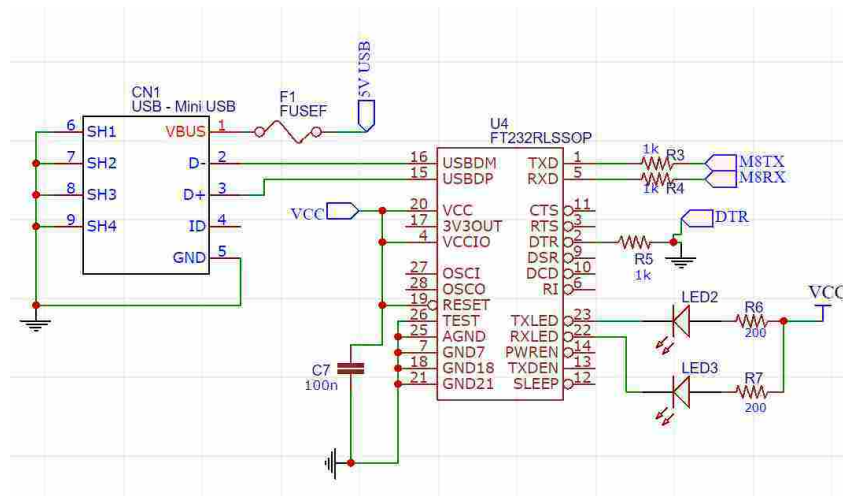 5V USB
CN1
USB - Mini USB
F1
FUSEF
6 SH1 VBUS 1
7 SH2 D- 2
8 SH3 D+ 3
9 SH4 ID 4
GND 5
U4
FT232RLSSOP
16 USBDM TXD 1
15 USBDP RXD 5
20 VCC CTS 11
17 3V3OUT RTS 3
4 VCCIO DTR 2
DSR 9
27 OSCI DCD 10
28 OSCO RI 6
19 RESET
26 TEST TXLED 23
25 AGND RXLED 22
7 GND7 PWREN 14
18 GND18 TXDEN 13
21 GND21 SLEEP 12
VCC
C7
100n
1k R3
M8TX
1k R4
M8RX
DTR
R5
1k
LED2
R6
200
VCC
LED3
R7
200